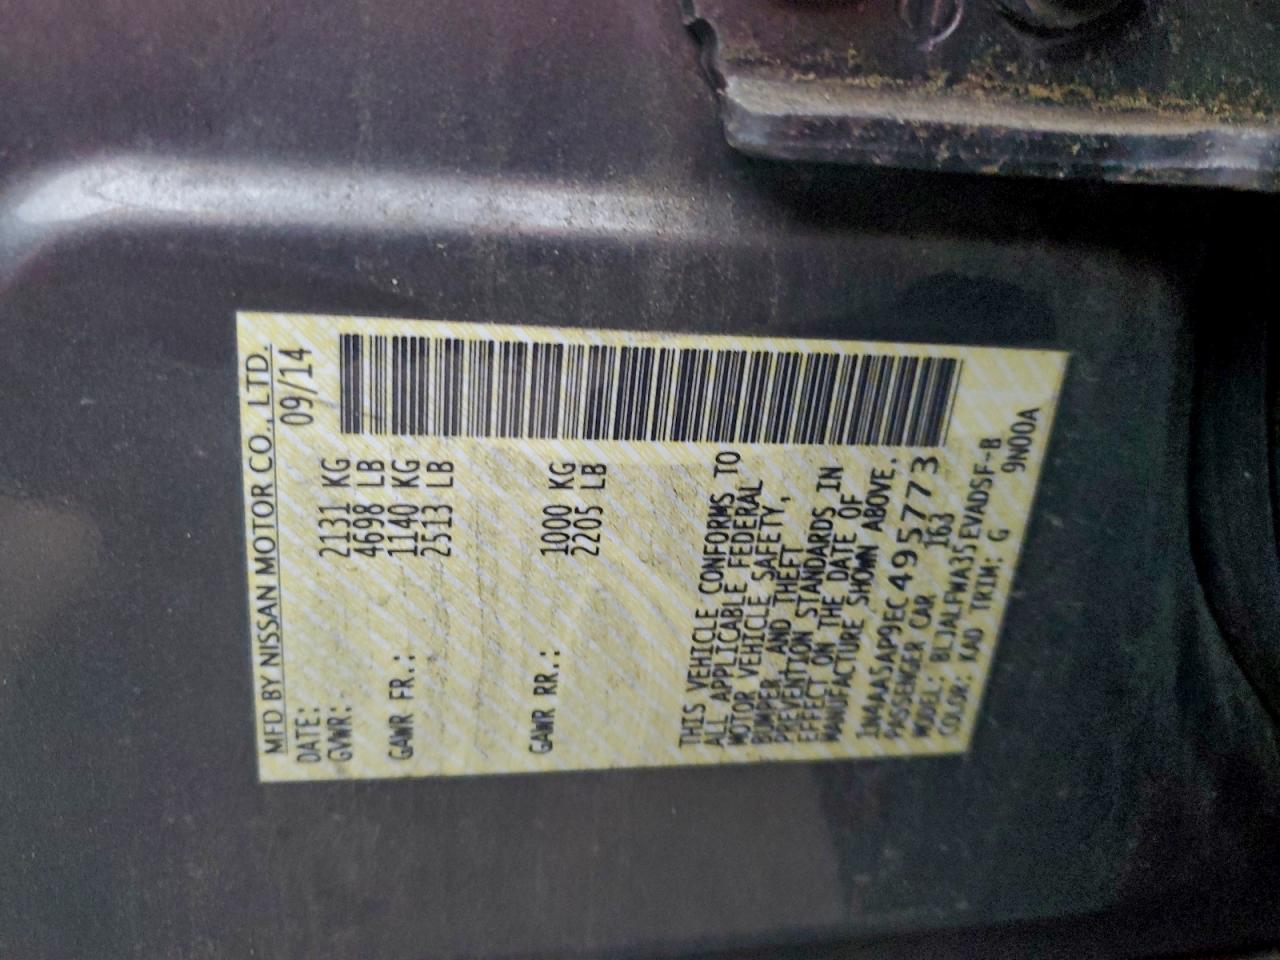 MFD BY NISSAN MOTOR CO., LTD.
DATE: 09/14
GVWR: 2131 KG
4698 LB
GAWR FR.: 1140 KG
2513 LB
GAWR RR.: 1000 KG
2205 LB
THIS VEHICLE CONFORMS TO
ALL APPLICABLE FEDERAL
MOTOR VEHICLE SAFETY,
BUMPER, AND THEFT
PREVENTION STANDARDS IN
EFFECT ON THE DATE OF
MANUFACTURE SHOWN ABOVE.
1N4AA5AP9EC495773
PASSENGER CAR 163
MODEL: BLJALFWA35EVADSF-B
COLOR: KAD TRIM: G 9N00A